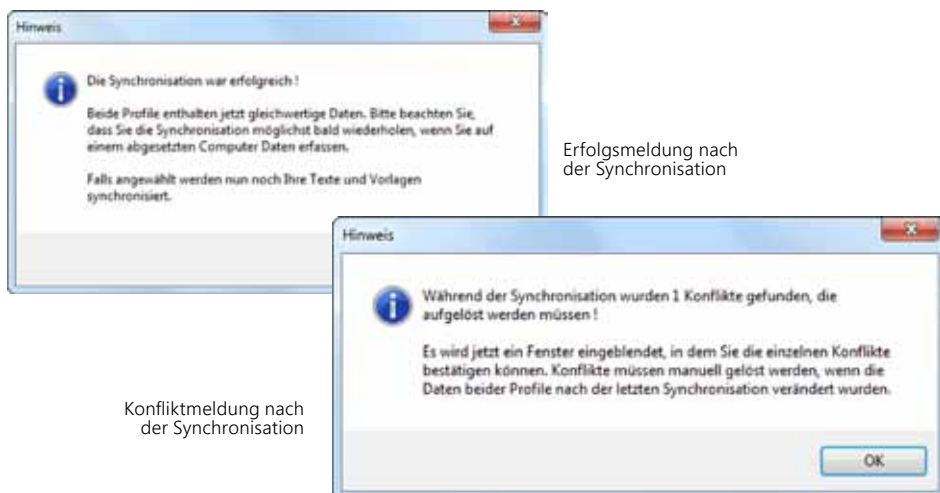 Hinweis
Die Synchronisation war erfolgreich !
Beide Profile enthalten jetzt gleichwertige Daten. Bitte beachten Sie,
dass Sie die Synchronisation möglichst bald wiederholen, wenn Sie auf
einem abgesetzten Computer Daten erfassen.
Falls angewählt werden nun noch Ihre Texte und Vorlagen
synchronisiert.
Erfolgsmeldung nach
der Synchronisation
Hinweis
Während der Synchronisation wurden 1 Konflikte gefunden, die
aufgelöst werden müssen !
Es wird jetzt ein Fenster eingeblendet, in dem Sie die einzelnen Konflikte
bestätigen können. Konflikte müssen manuell gelöst werden, wenn die
Daten beider Profile nach der letzten Synchronisation verändert wurden.
OK
Konfliktmeldung nach
der Synchronisation